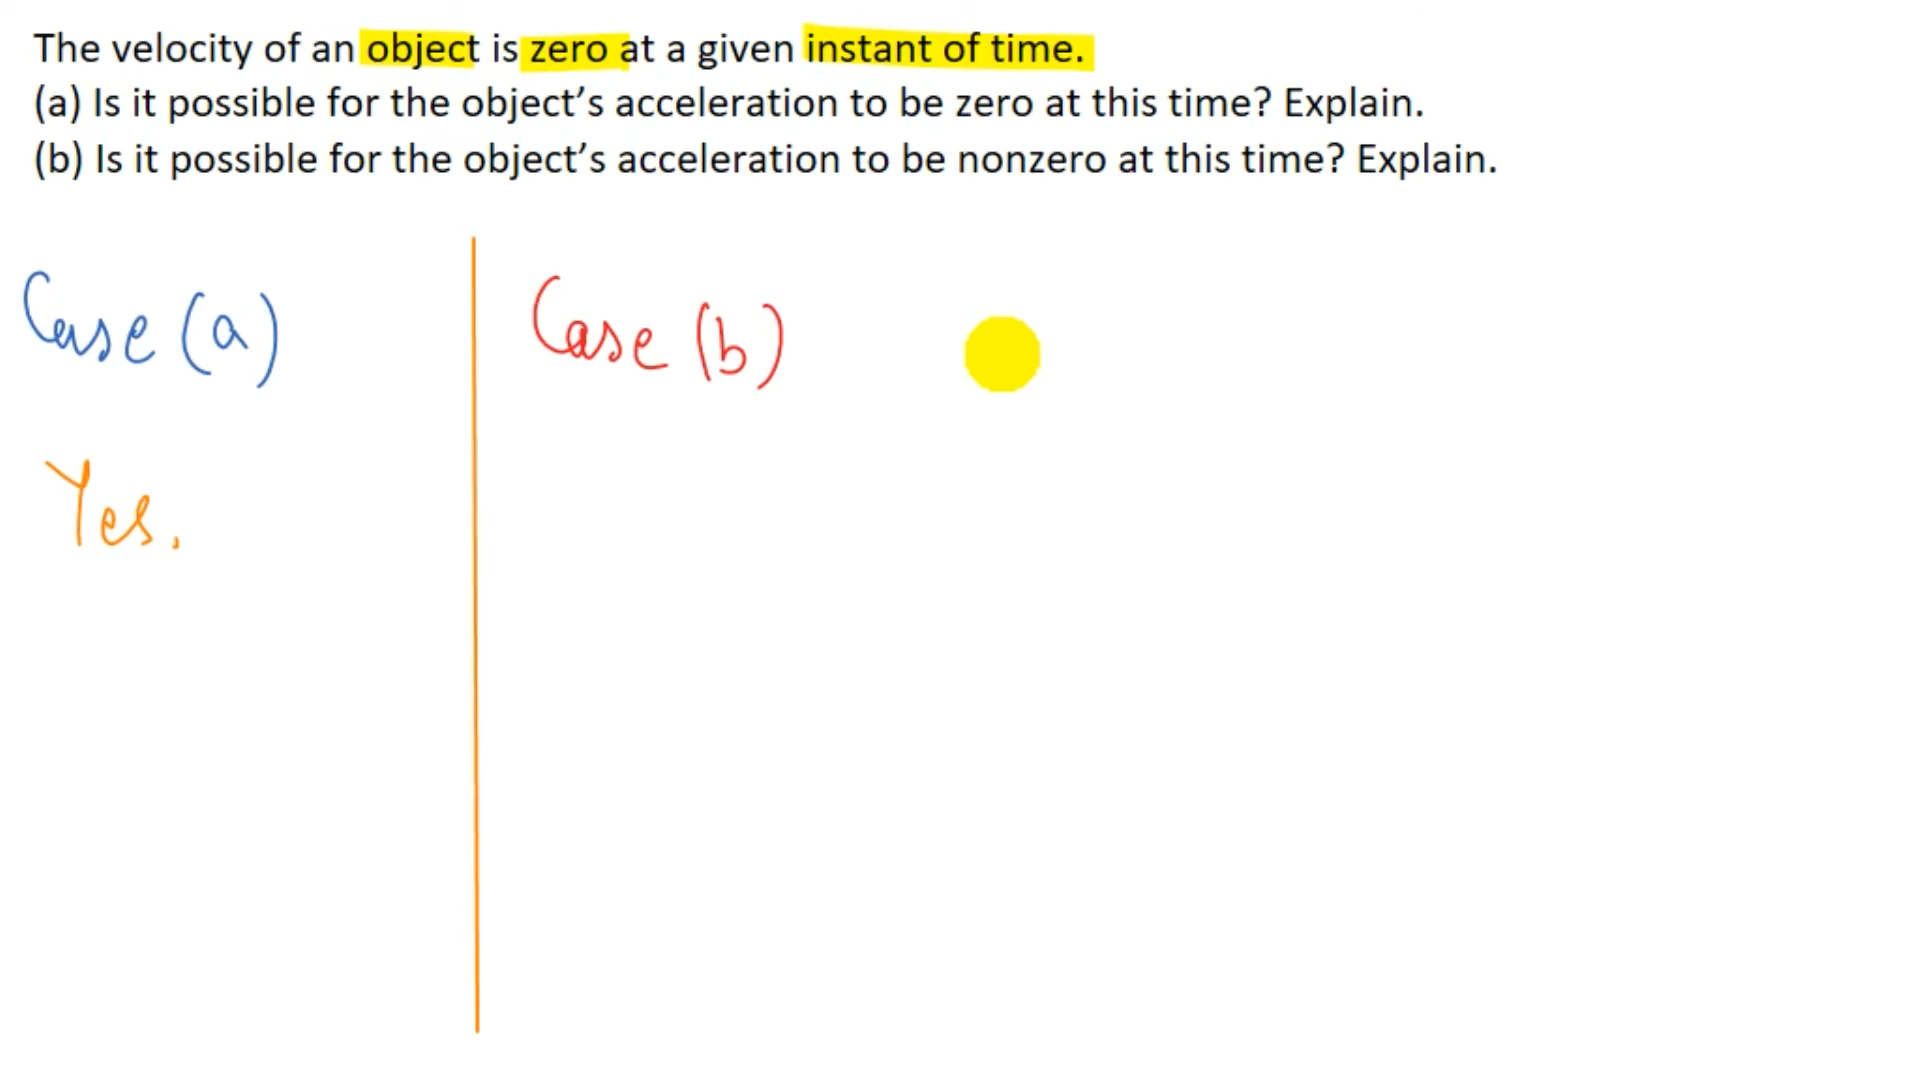 The velocity of an object is zero at a given instant of time.
(a) Is it possible for the object’s acceleration to be zero at this time? Explain.
(b) Is it possible for the object’s acceleration to be nonzero at this time? Explain.
Case (a)
Case (b)
Yes.